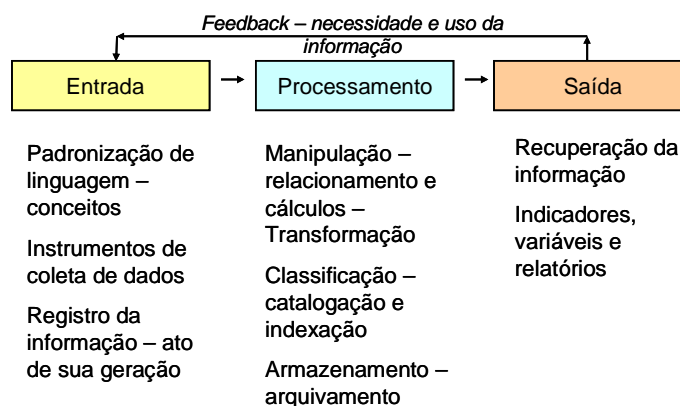 Feedback – necessidade e uso da
informação
Entrada
Processamento
Saída
Padronização de
linguagem –
conceitos
Instrumentos de
coleta de dados
Registro da
informação – ato
de sua geração
Manipulação –
relacionamento e
cálculos –
Transformação
Classificação –
catalogação e
indexação
Armazenamento –
arquivamento
Recuperação da
informação
Indicadores,
variáveis e
relatórios